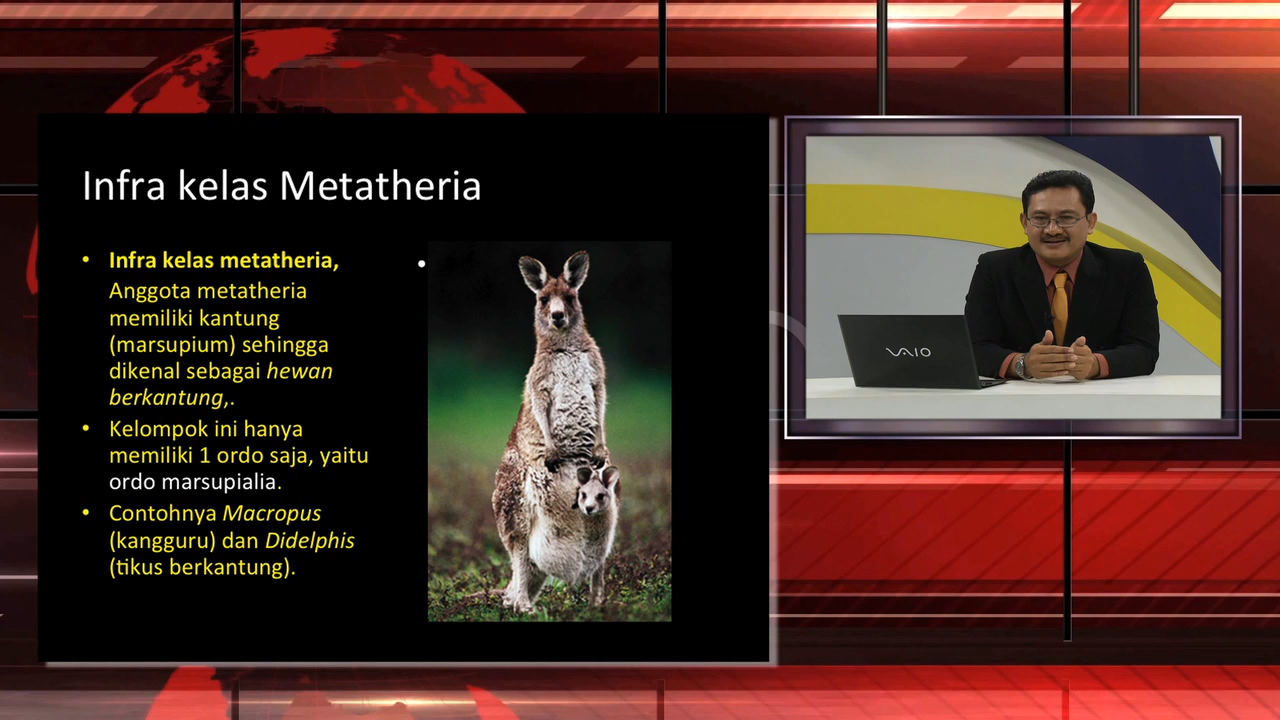 Infra kelas Metatheria
• Infra kelas metatheria,
Anggota metatheria
memiliki kantung
(marsupium) sehingga
dikenal sebagai hewan
berkantung,.
• Kelompok ini hanya
memiliki 1 ordo saja, yaitu
ordo marsupialia.
• Contohnya Macropus
(kangguru) dan Didelphis
(tikus berkantung).
•
VAIO